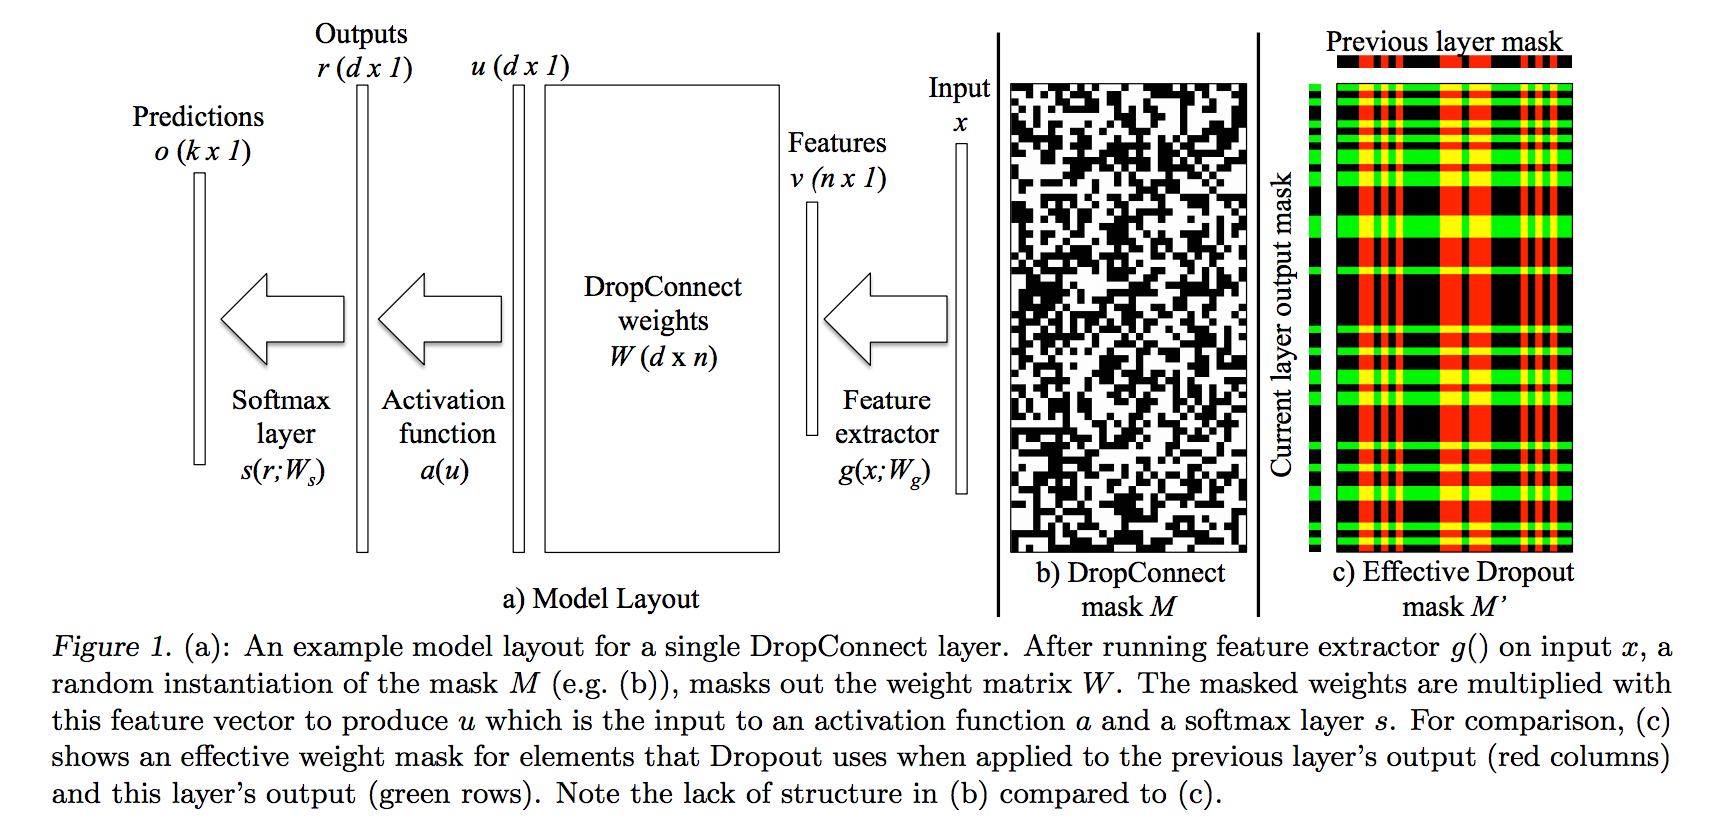 Outputs
r (d x 1)
u (d x 1)
Predictions
o (k x 1)
Input
x
Features
v (n x 1)
DropConnect
weights
W (d x n)
Softmax
layer
s(r;Ws)
Activation
function
a(u)
Feature
extractor
g(x;Wg)
a) Model Layout
b) DropConnect
mask M
Previous layer mask
Current layer output mask
c) Effective Dropout
mask M’
Figure 1. (a): An example model layout for a single DropConnect layer. After running feature extractor g() on input x, a
random instantiation of the mask M (e.g. (b)), masks out the weight matrix W. The masked weights are multiplied with
this feature vector to produce u which is the input to an activation function a and a softmax layer s. For comparison, (c)
shows an effective weight mask for elements that Dropout uses when applied to the previous layer’s output (red columns)
and this layer’s output (green rows). Note the lack of structure in (b) compared to (c).